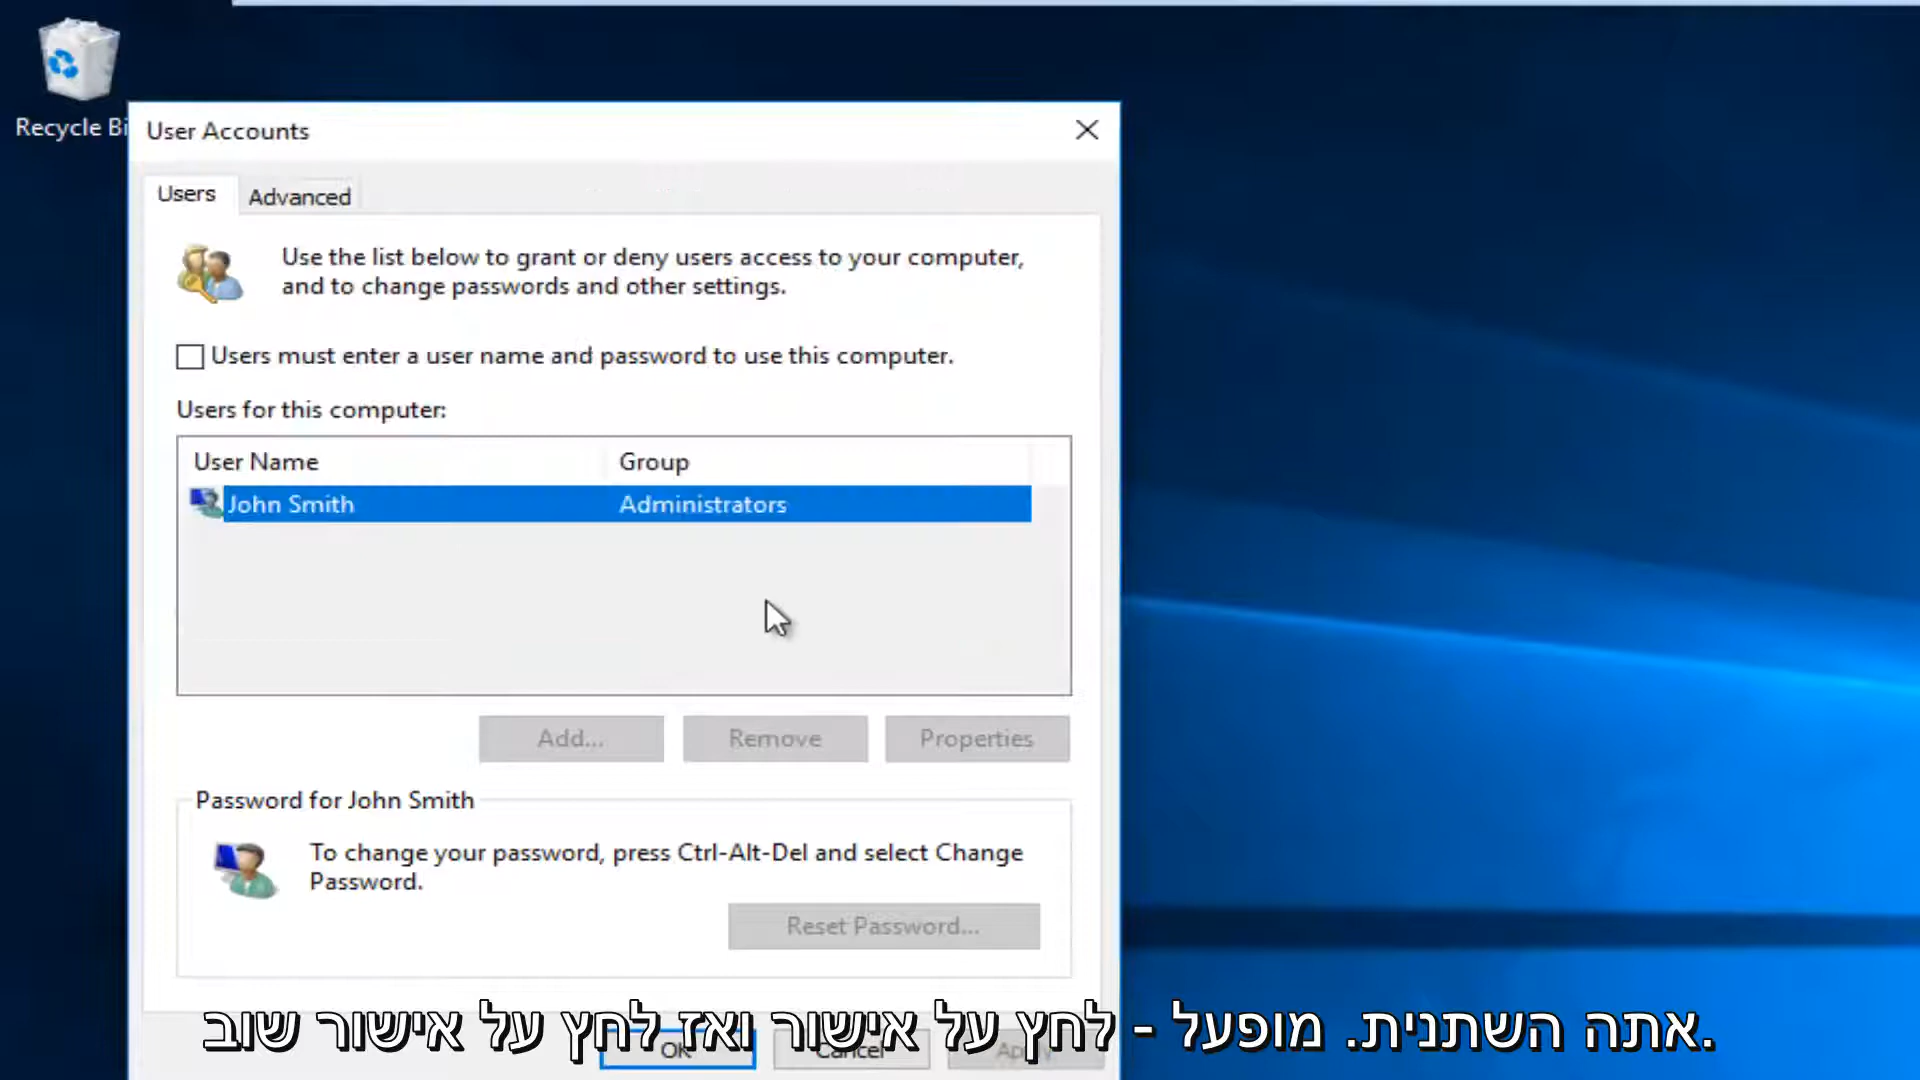 Recycle Bi
User Accounts
Users
Advanced
Use the list below to grant or deny users access to your computer,
and to change passwords and other settings.
Users must enter a user name and password to use this computer.
Users for this computer:
User Name
Group
John Smith
Administrators
Add...
Remove
Properties
Password for John Smith
To change your password, press Ctrl-Alt-Del and select Change
Password.
Reset Password...
OK
Cancel
Apply
אתה השתנית. מופעל - לחץ על אישור ואז לחץ על אישור שוב.